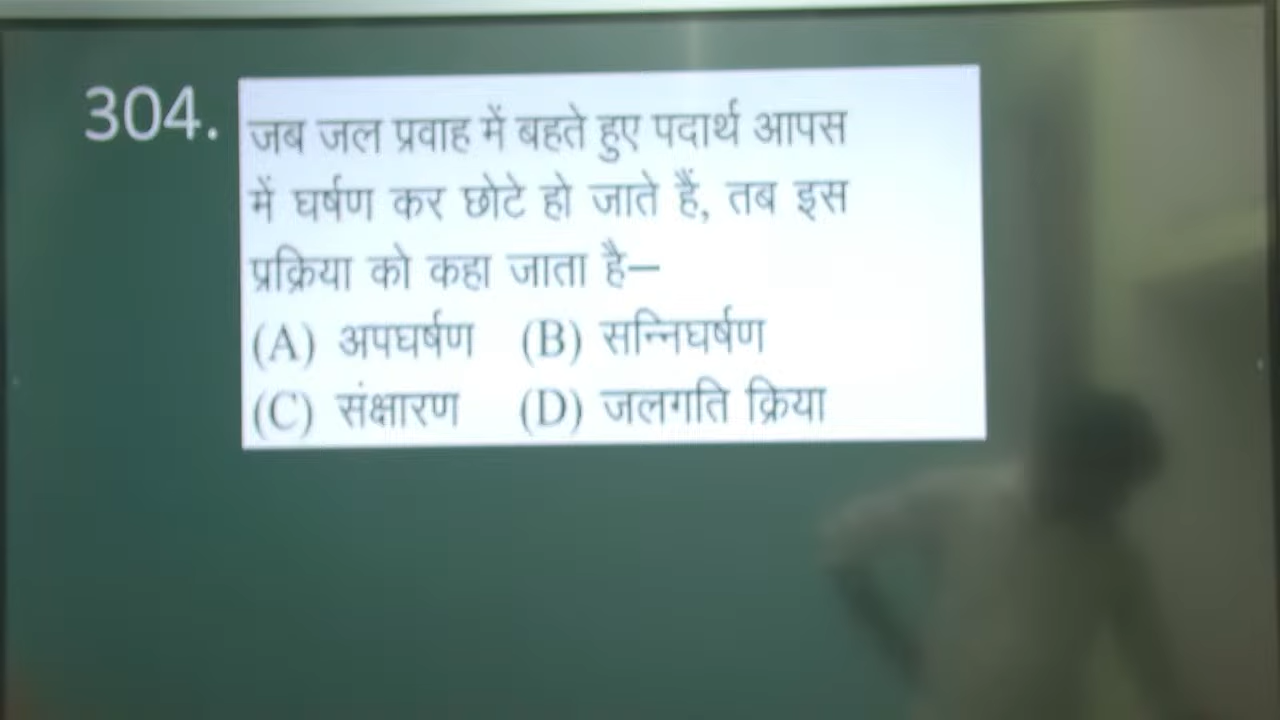 304.
जब जल प्रवाह में बहते हुए पदार्थ आपस
में घर्षण कर छोटे हो जाते हैं, तब इस
प्रक्रिया को कहा जाता है–
(A) अपघर्षण (B) सन्निघर्षण
(C) संक्षारण (D) जलगति क्रिया